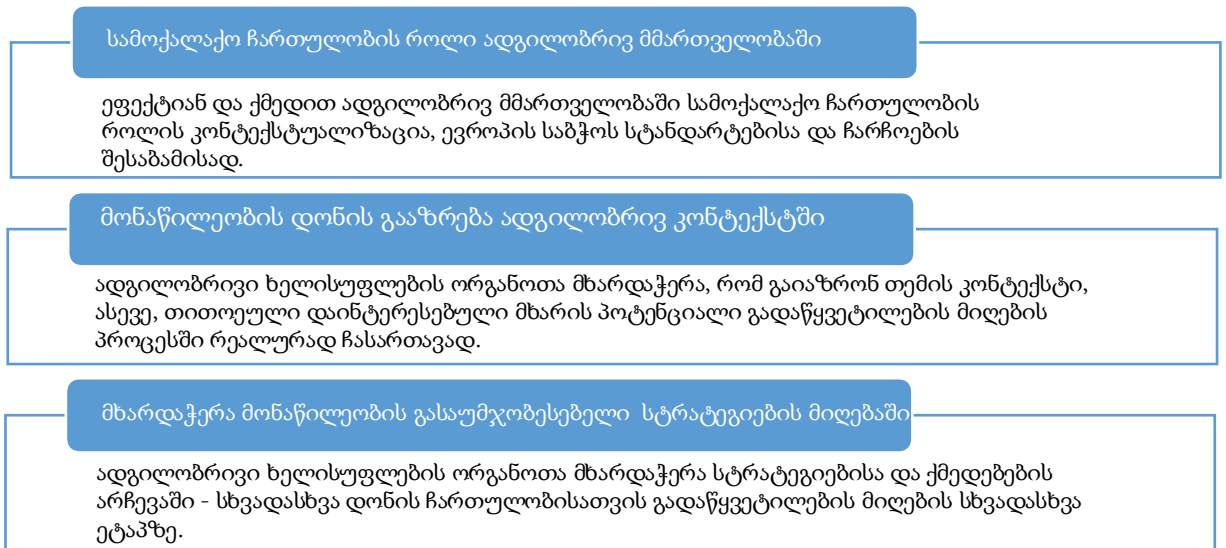 სამოქალაქო ჩართულობის როლი ადგილობრივ მმართველობაში
ეფექტიან და ქმედით ადგილობრივ მმართველობაში სამოქალაქო ჩართულობის
როლის კონტექსტუალიზაცია, ევროპის საბჭოს სტანდარტებისა და ჩარჩოების
შესაბამისად.
მონაწილეობის დონის გააზრება ადგილობრივ კონტექსტში
ადგილობრივი ხელისუფლების ორგანოთა მხარდაჭერა, რომ გაიაზრონ თემის კონტექსტი,
ასევე, თითოეული დაინტერესებული მხარის პოტენციალი გადაწყვეტილების მიღების
პროცესში რეალურად ჩასართავად.
მხარდაჭერა მონაწილეობის გასაუმჯობესებელი სტრატეგიების მიღებაში
ადგილობრივი ხელისუფლების ორგანოთა მხარდაჭერა სტრატეგიებისა და ქმედებების
არჩევაში - სხვადასხვა დონის ჩართულობისათვის გადაწყვეტილების მიღების სხვადასხვა
ეტაპზე.